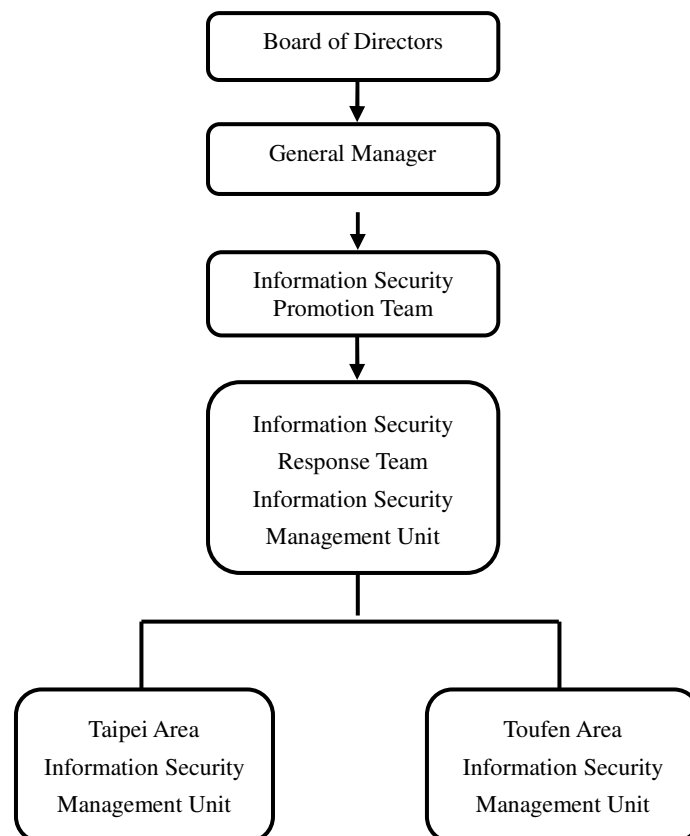 Board of Directors
General Manager
Information Security
Promotion Team
Information Security
Response Team
Information Security
Management Unit
Taipei Area
Information Security
Management Unit
Toufen Area
Information Security
Management Unit